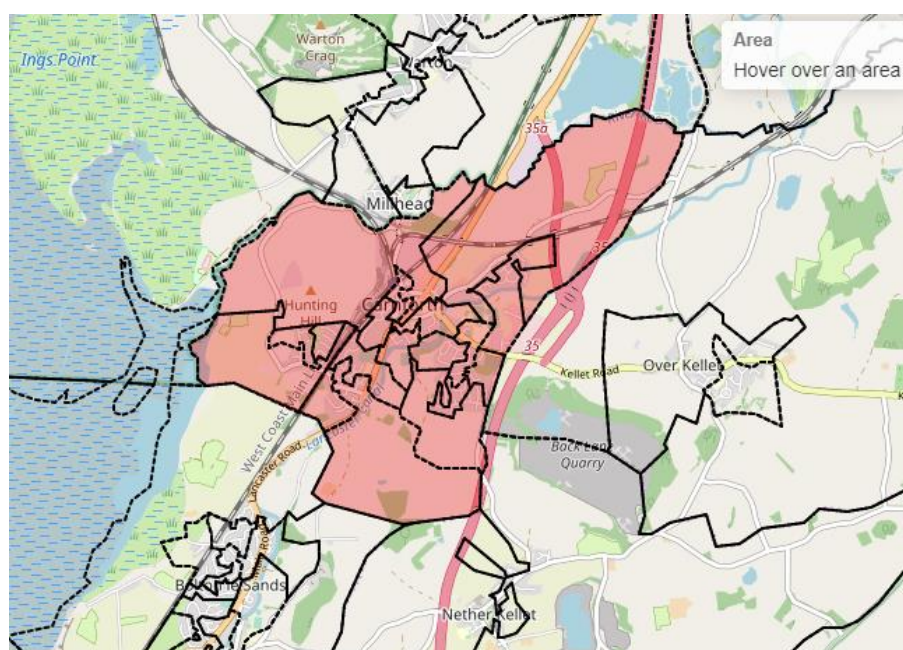 Ings Point
Warton
Crag
Area
Hover over an area
35a
Millhead
35
Hunting
Hill
35
Kellet Road
Over Kellet
West Coast Main
Lancaster Road
Back Lane
Quarry
Nether Kellet